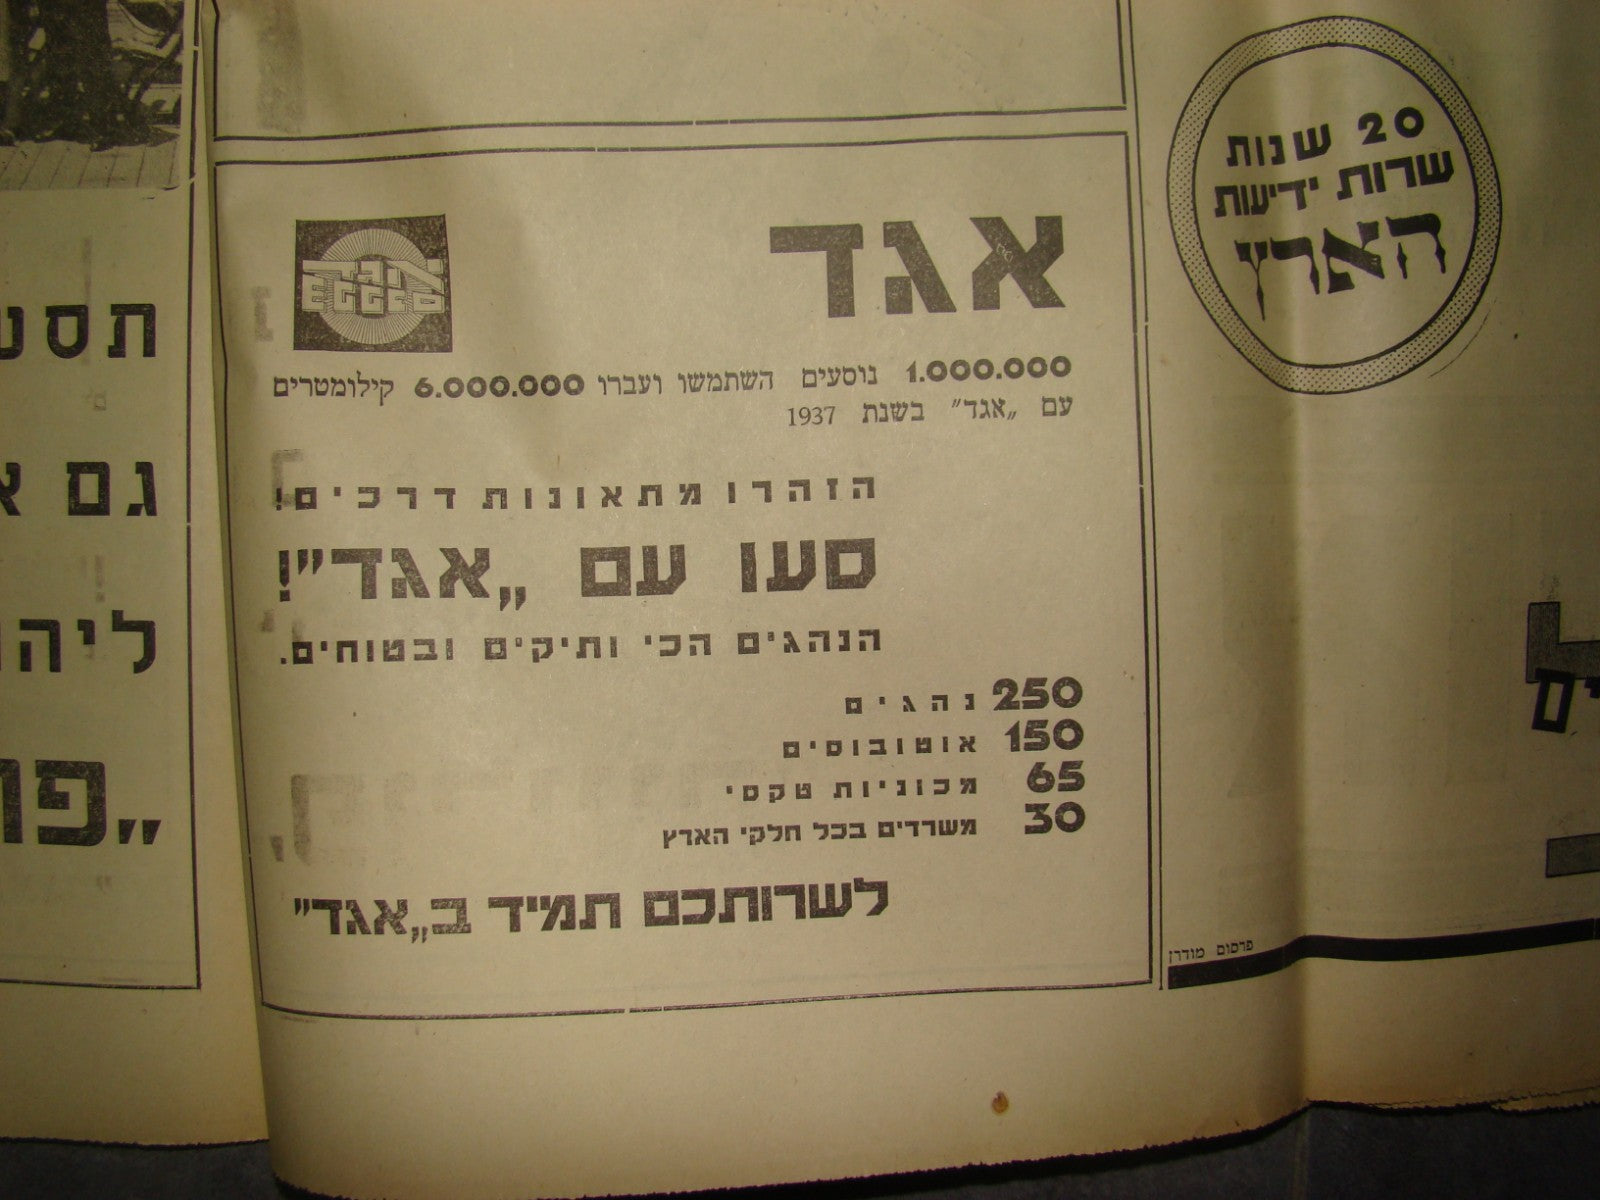 20 שנות
שרות ידיעות
הארץ
אגד
אגד
EGGED
1.000.000 נוסעים השתמשו ועברו 6.000.000 קילומטרים
עם „אגד" בשנת 1937
הזהרו מתאונות דרכים!
סעו עם „אגד"!
הנהגים הכי ותיקים ובטוחים.
250 נהגים
150 אוטובוסים
65 מכוניות טקסי
30 משרדים בכל חלקי הארץ
לשרותכם תמיד ב„אגד"
פרסום מודרן
גם